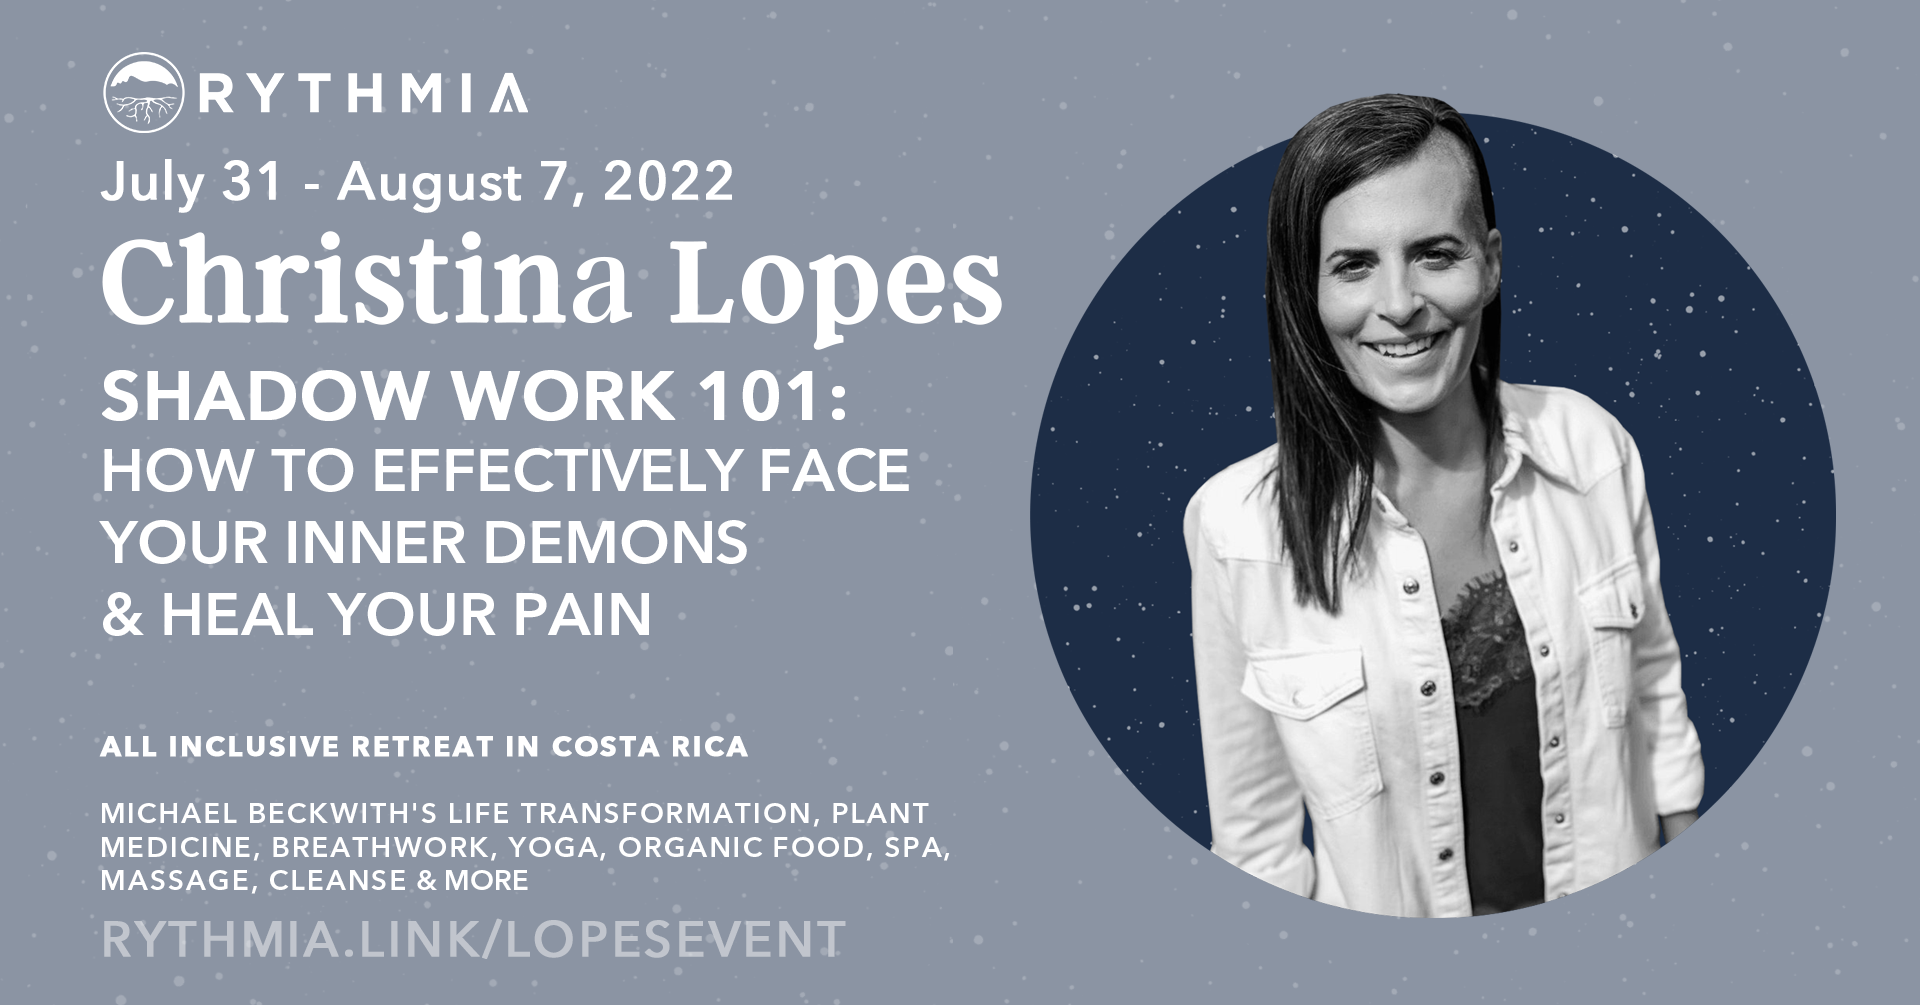 RYTHMIA
July 31 - August 7, 2022
Christina Lopes
SHADOW WORK 101:
HOW TO EFFECTIVELY FACE
YOUR INNER DEMONS
& HEAL YOUR PAIN
ALL INCLUSIVE RETREAT IN COSTA RICA
MICHAEL BECKWITH'S LIFE TRANSFORMATION, PLANT
MEDICINE, BREATHWORK, YOGA, ORGANIC FOOD, SPA,
MASSAGE, CLEANSE & MORE
RYTHMIA.LINK/LOPESEVENT